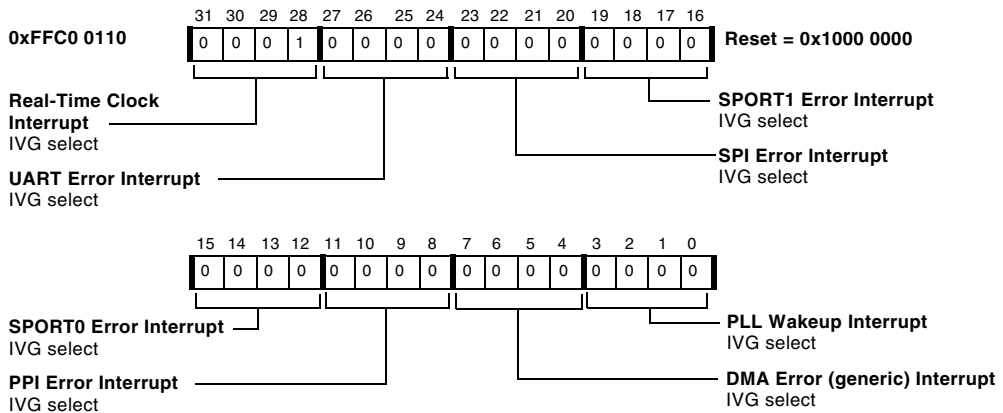 31 30 29 28 27 26 25 24 23 22 21 20 19 18 17 16
0xFFC0 0110
0 0 0 1 0 0 0 0 0 0 0 0 0 0 0 0
Reset = 0x1000 0000
Real-Time Clock
Interrupt
IVG select
SPORT1 Error Interrupt
IVG select
SPI Error Interrupt
IVG select
UART Error Interrupt
IVG select
15 14 13 12 11 10 9 8 7 6 5 4 3 2 1 0
0 0 0 0 0 0 0 0 0 0 0 0 0 0 0 0
SPORT0 Error Interrupt
IVG select
PLL Wakeup Interrupt
IVG select
PPI Error Interrupt
IVG select
DMA Error (generic) Interrupt
IVG select